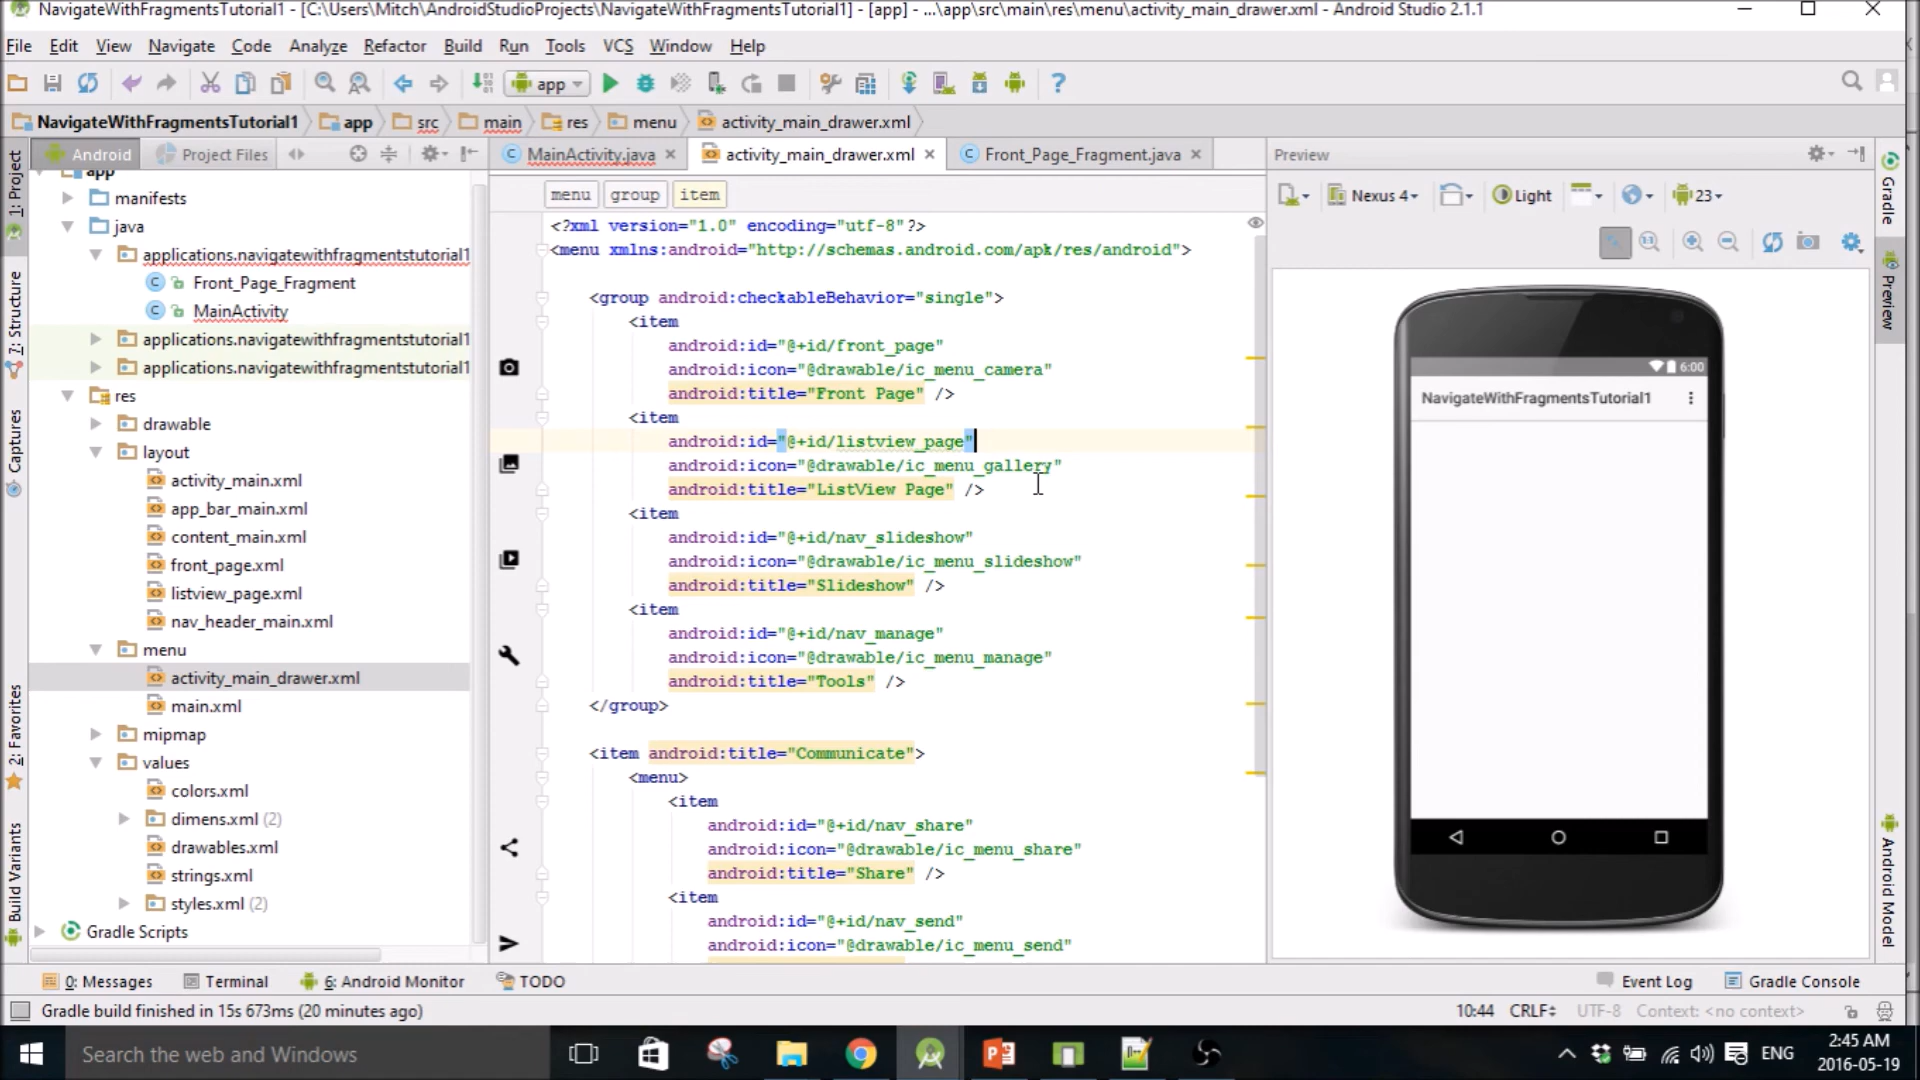 NavigateWithFragmentsTutorial1 - [C:\Users\Mitch\AndroidStudioProjects\NavigateWithFragmentsTutorial1] - [app] - ...\app\src\main\res\menu\activity_main_drawer.xml - Android Studio 2.1.1
File Edit View Navigate Code Analyze Refactor Build Run Tools VCS Window Help
app
NavigateWithFragmentsTutorial1 app src main res menu activity_main_drawer.xml
1: Project
7: Structure
Captures
2: Favorites
Build Variants
Android Project Files
app
manifests
java
applications.navigatewithfragmentstutorial1
Front_Page_Fragment
MainActivity
applications.navigatewithfragmentstutorial1
applications.navigatewithfragmentstutorial1
res
drawable
layout
activity_main.xml
app_bar_main.xml
content_main.xml
front_page.xml
listview_page.xml
nav_header_main.xml
menu
activity_main_drawer.xml
main.xml
mipmap
values
colors.xml
dimens.xml (2)
drawables.xml
strings.xml
styles.xml (2)
Gradle Scripts
MainActivity.java activity_main_drawer.xml Front_Page_Fragment.java
menu group item
<?xml version="1.0" encoding="utf-8"?>
<menu xmlns:android="http://schemas.android.com/apk/res/android">
<group android:checkableBehavior="single">
<item
android:id="@+id/front_page"
android:icon="@drawable/ic_menu_camera"
android:title="Front Page" />
<item
android:id="@+id/listview_page"
android:icon="@drawable/ic_menu_gallery"
android:title="ListView Page" />
<item
android:id="@+id/nav_slideshow"
android:icon="@drawable/ic_menu_slideshow"
android:title="Slideshow" />
<item
android:id="@+id/nav_manage"
android:icon="@drawable/ic_menu_manage"
android:title="Tools" />
</group>
<item android:title="Communicate">
<menu>
<item
android:id="@+id/nav_share"
android:icon="@drawable/ic_menu_share"
android:title="Share" />
<item
android:id="@+id/nav_send"
android:icon="@drawable/ic_menu_send"
Preview
Nexus 4 Light 23
6:00
NavigateWithFragmentsTutorial1
Gradle
Preview
Android Model
0: Messages Terminal 6: Android Monitor TODO Event Log Gradle Console
Gradle build finished in 15s 673ms (20 minutes ago) 10:44 CRLF UTF-8 Context: <no context>
Search the web and Windows
ENG
2:45 AM
2016-05-19